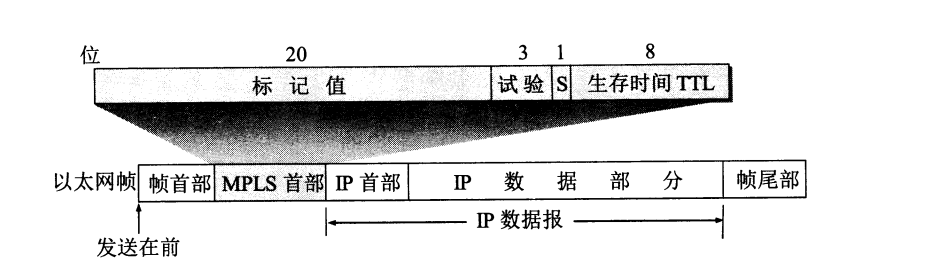 位 20 3 1 8
标记值 试验 S 生存时间 TTL
以太网帧 帧首部 MPLS 首部 IP 首部 IP 数据部分 帧尾部
IP 数据报
发送在前